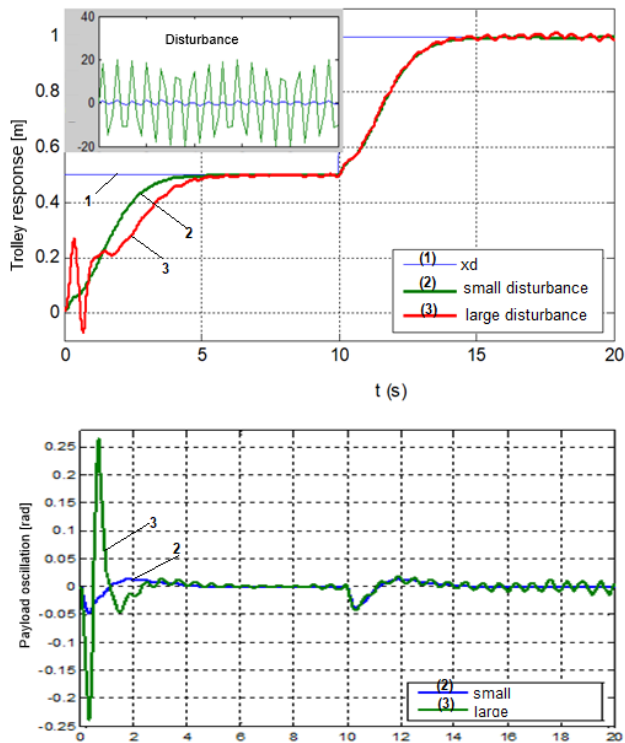 Disturbance
40
20
0
-20
1
0.8
0.6
0.4
0.2
0
Trolley response [m]
1
2
3
(1) xd
(2) small disturbance
(3) large disturbance
0 5 10 15 20
t (s)
0.25
0.2
0.15
0.1
0.05
0
-0.05
-0.1
-0.15
-0.2
-0.25
Payload oscillation [rad]
3
2
(2) small
(3) large
0 2 4 6 8 10 12 14 16 18 20